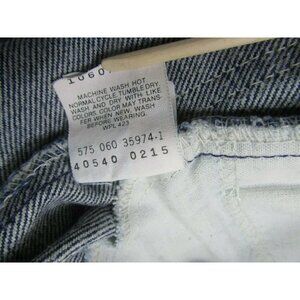 MACHINE WASH HOT
NORMAL CYCLE, TUMBLE DRY
WASH AND DRY WITH LIKE
COLORS, COLOR MAY TRANS-
FER WHEN NEW, WASH
BEFORE WEARING.
WPL 423
575 060 35974-1
40540 0215